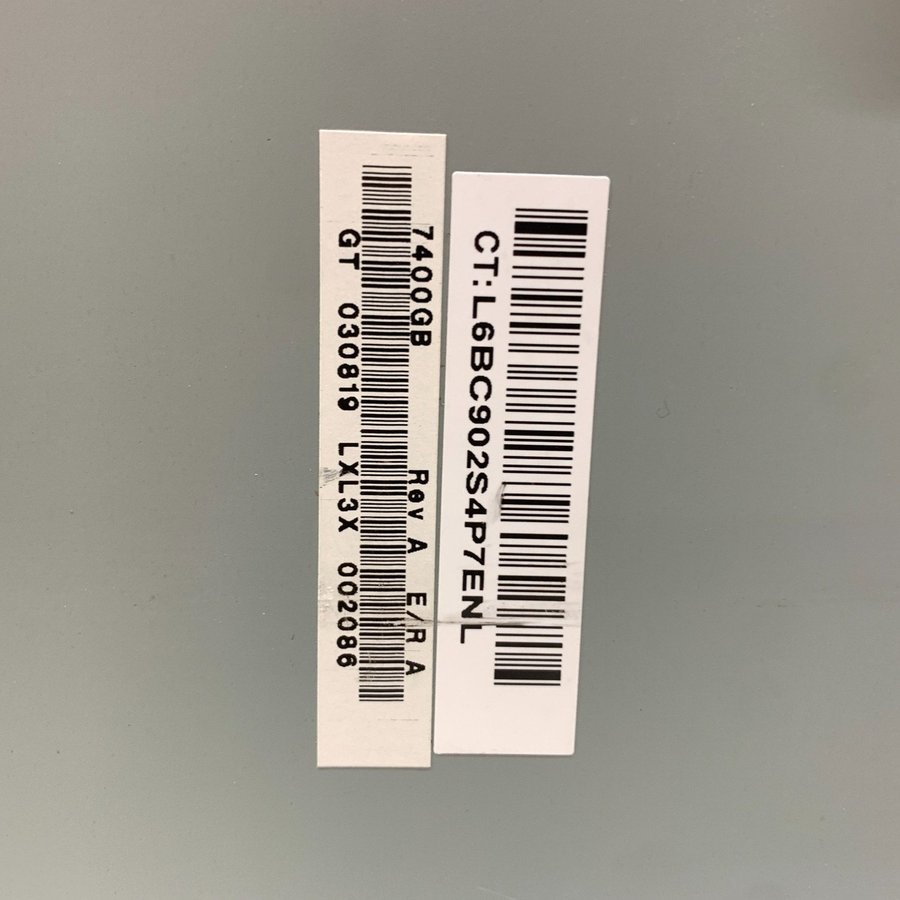 7400GB Rev A E/R A
GT 030819 LXL3X 002086
CT:L6BC902S4P7ENL